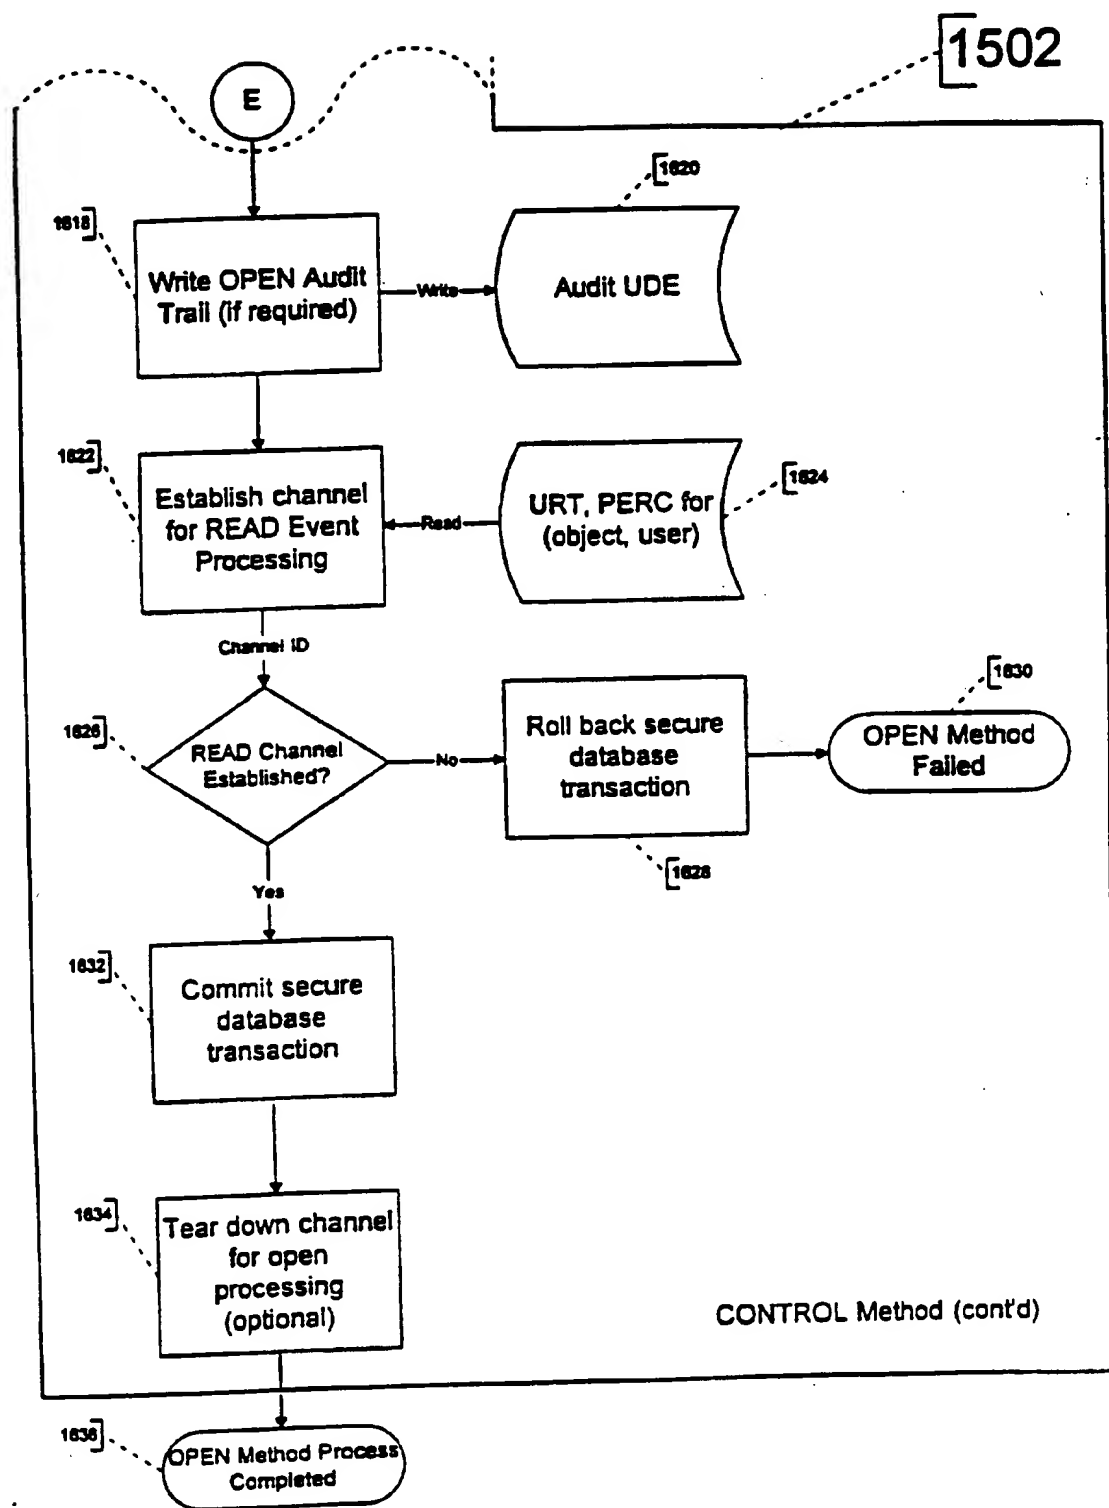 1502
E
1618
Write OPEN Audit
Trail (if required)
Write
1620
Audit UDE
1622
Establish channel
for READ Event
Processing
Read
URT, PERC for
(object, user)
1624
Channel ID
1626
READ Channel
Established?
No
Roll back secure
database
transaction
1628
1630
OPEN Method
Failed
Yes
1632
Commit secure
database
transaction
1634
Tear down channel
for open
processing
(optional)
CONTROL Method (cont'd)
1636
OPEN Method Process
Completed